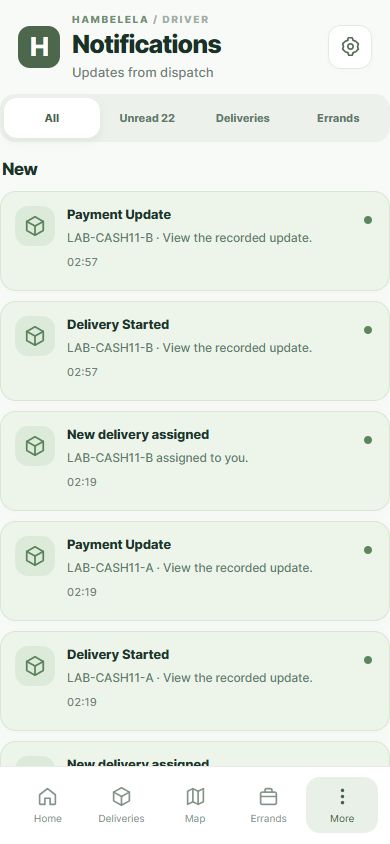 HAMBELELA / DRIVER
H
Notifications
Updates from dispatch
All
Unread 22
Deliveries
Errands
New
Payment Update
LAB-CASH11-B · View the recorded update.
02:57
Delivery Started
LAB-CASH11-B · View the recorded update.
02:57
New delivery assigned
LAB-CASH11-B assigned to you.
02:19
Payment Update
LAB-CASH11-A · View the recorded update.
02:19
Delivery Started
LAB-CASH11-A · View the recorded update.
02:19
New delivery assigned
Home
Deliveries
Map
Errands
More